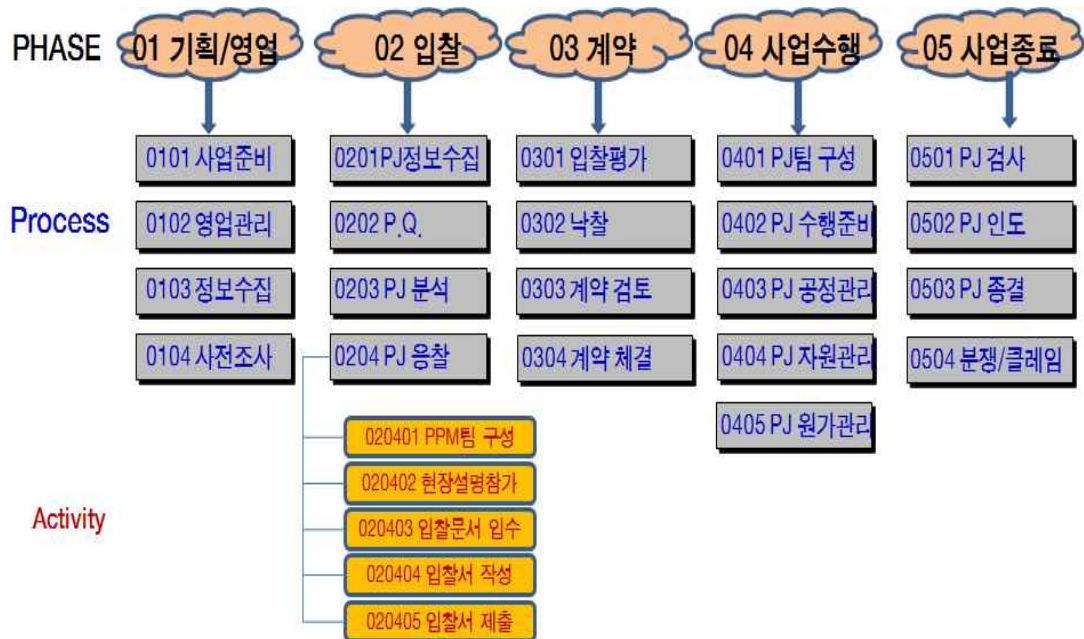 PHASE
01 기획/영업
02 입찰
03 계약
04 사업수행
05 사업종료
Process
0101 사업준비
0102 영업관리
0103 정보수집
0104 사전조사
0201PJ정보수집
0202 P.Q.
0203 PJ 분석
0204 PJ 응찰
0301 입찰평가
0302 낙찰
0303 계약 검토
0304 계약 체결
0401 PJ팀 구성
0402 PJ 수행준비
0403 PJ 공정관리
0404 PJ 자원관리
0405 PJ 원가관리
0501 PJ 검사
0502 PJ 인도
0503 PJ 종결
0504 분쟁/클레임
Activity
020401 PPM팀 구성
020402 현장설명참가
020403 입찰문서 입수
020404 입찰서 작성
020405 입찰서 제출